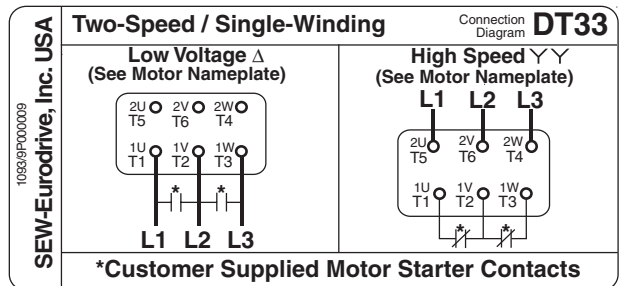 1093/9P000009
SEW-Eurodrive, Inc. USA
Two-Speed / Single-Winding
Connection
Diagram
DT33
Low Voltage Δ
(See Motor Nameplate)
2U 2V 2W
T5 T6 T4
1U 1V 1W
T1 T2 T3
* *
L1 L2 L3
High Speed Y Y
(See Motor Nameplate)
L1 L2 L3
2U 2V 2W
T5 T6 T4
1U 1V 1W
T1 T2 T3
* *
*Customer Supplied Motor Starter Contacts